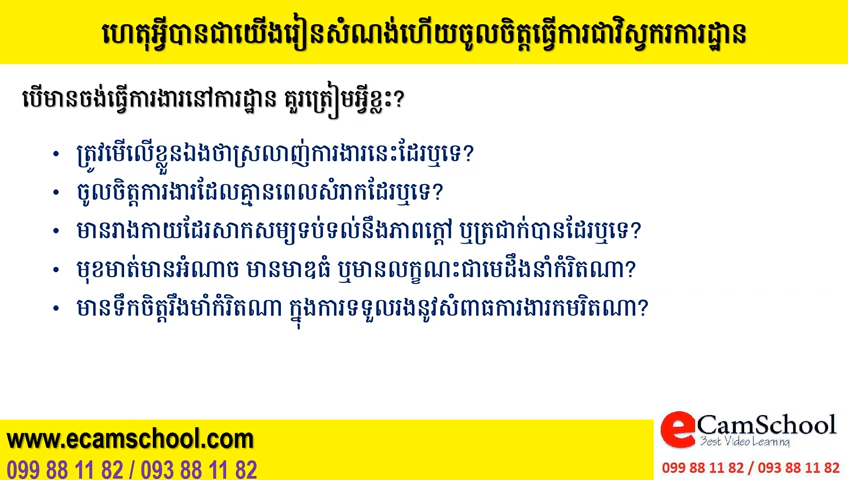 ហេតុអ្វីបានជាយើងរៀនសំណង់ហើយចូលចិត្តធ្វើការជាវិស្វករការដ្ឋាន
បើមានចង់ធ្វើការងារនៅការដ្ឋាន គួរត្រៀមអ្វីខ្លះ?
• ត្រូវមើលើខ្លួនឯងថាស្រលាញ់ការងារនេះដែរឬទេ?
• ចូលចិត្តការងារដែលគ្មានពេលសំរាកដែរឬទេ?
• មានរាងកាយដែរសាកសម្យទប់ទល់នឹងភាពក្តៅ ឬត្រជាក់បានដែរឬទេ?
• មុខមាត់មានអំណាច មានមាឌធំ ឬមានលក្ខណះជាមេដឹងនាំកំរិតណា?
• មានទឹកចិត្តរឹងមាំកំរិតណា ក្នុងការទទួលរងនូវសំពាធការងារកមរិតណា?
www.ecamschool.com
099 88 11 82 / 093 88 11 82
eCamSchool
Best Video Learning
099 88 11 82 / 093 88 11 82